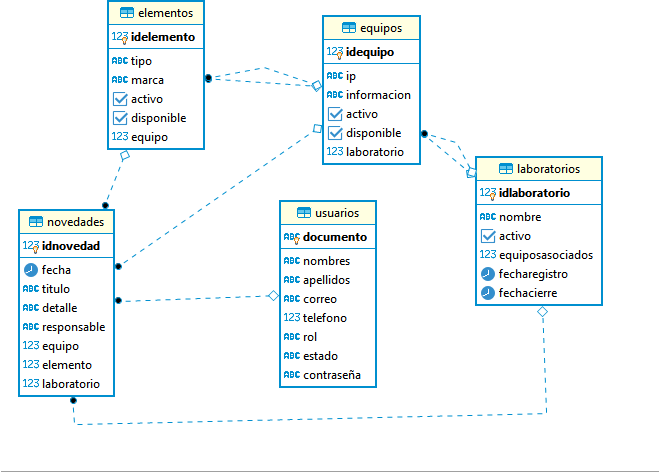 elementos
123 idelemento
ABC tipo
ABC marca
activo
disponible
123 equipo
equipos
123 idequipo
ABC ip
ABC informacion
activo
disponible
123 laboratorio
laboratorios
123 idlaboratorio
ABC nombre
activo
123 equiposasociados
fecharegistro
fechacierre
novedades
123 idnovedad
fecha
ABC titulo
ABC detalle
ABC responsable
123 equipo
123 elemento
123 laboratorio
usuarios
ABC documento
ABC nombres
ABC apellidos
ABC correo
123 telefono
ABC rol
ABC estado
ABC contraseña